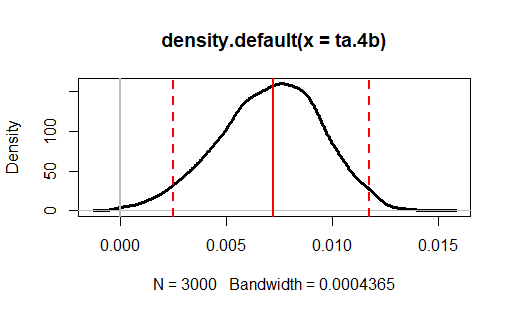 density.default(x = ta.4b)
Density
0 50 100
0.000 0.005 0.010 0.015
N = 3000 Bandwidth = 0.0004365